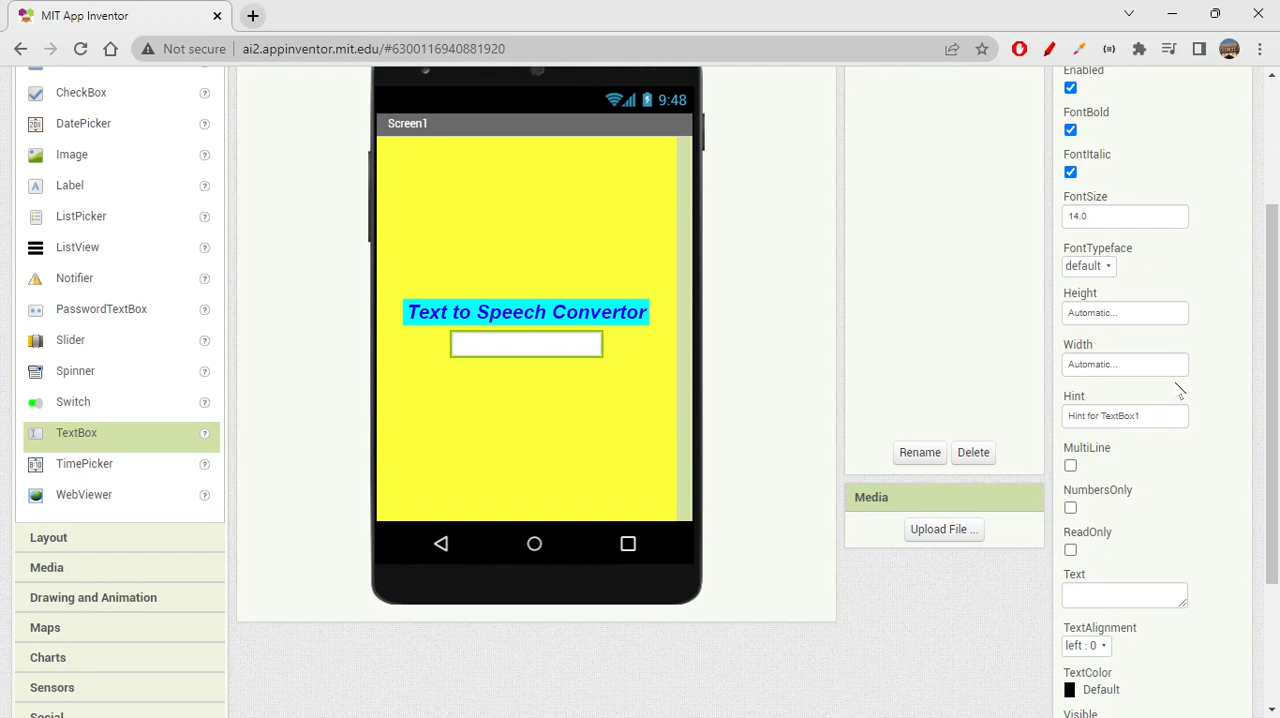 MIT App Inventor
Not secure
ai2.appinventor.mit.edu/#6300116940881920
CheckBox
DatePicker
Image
Label
ListPicker
ListView
Notifier
PasswordTextBox
Slider
Spinner
Switch
TextBox
TimePicker
WebViewer
Layout
Media
Drawing and Animation
Maps
Charts
Sensors
Social
9:48
Screen1
Text to Speech Convertor
Rename
Delete
Media
Upload File ...
Enabled
FontBold
FontItalic
FontSize
14.0
FontTypeface
default
Height
Automatic...
Width
Automatic...
Hint
Hint for TextBox1
MultiLine
NumbersOnly
ReadOnly
Text
TextAlignment
left : 0
TextColor
Default
Visible